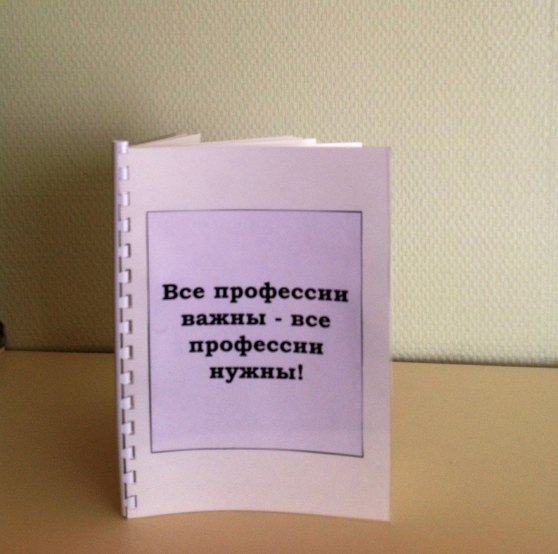 Все профессии
важны - все
профессии
нужны!